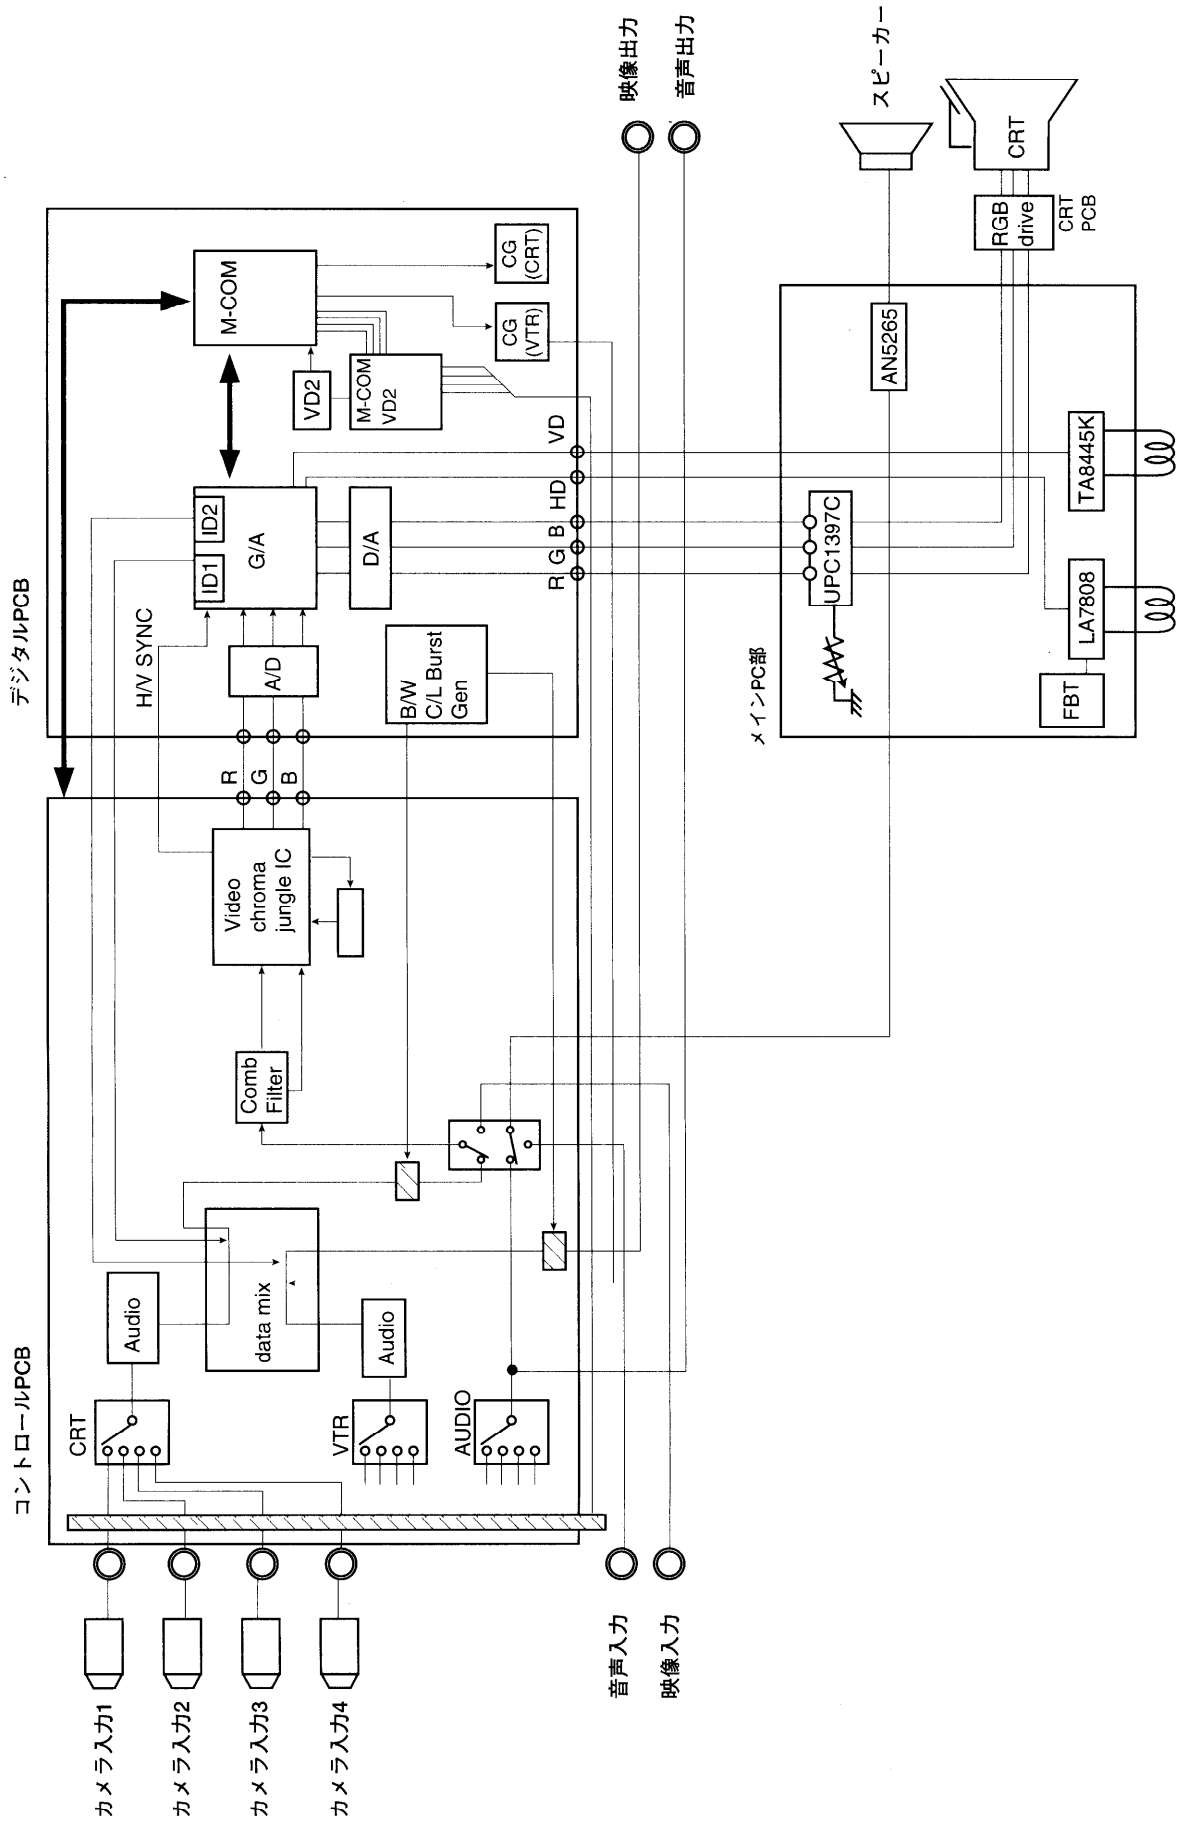 コントロールPCB
デジタルPCB
カメラ入力1
カメラ入力2
カメラ入力3
カメラ入力4
CRT
Audio
data mix
VTR
Audio
AUDIO
Comb
Filter
Video
chroma
jungle IC
R
G
B
H/V SYNC
A/D
ID1
ID2
G/A
D/A
B/W
C/L Burst
Gen
M-COM
VD2
M-COM
VD2
CG
(VTR)
CG
(CRT)
R
G
B
HD
VD
音声入力
映像入力
映像出力
音声出力
メインPC部
UPC1397C
AN5265
FBT
LA7808
TA8445K
スピーカー
RGB
drive
CRT
PCB
CRT